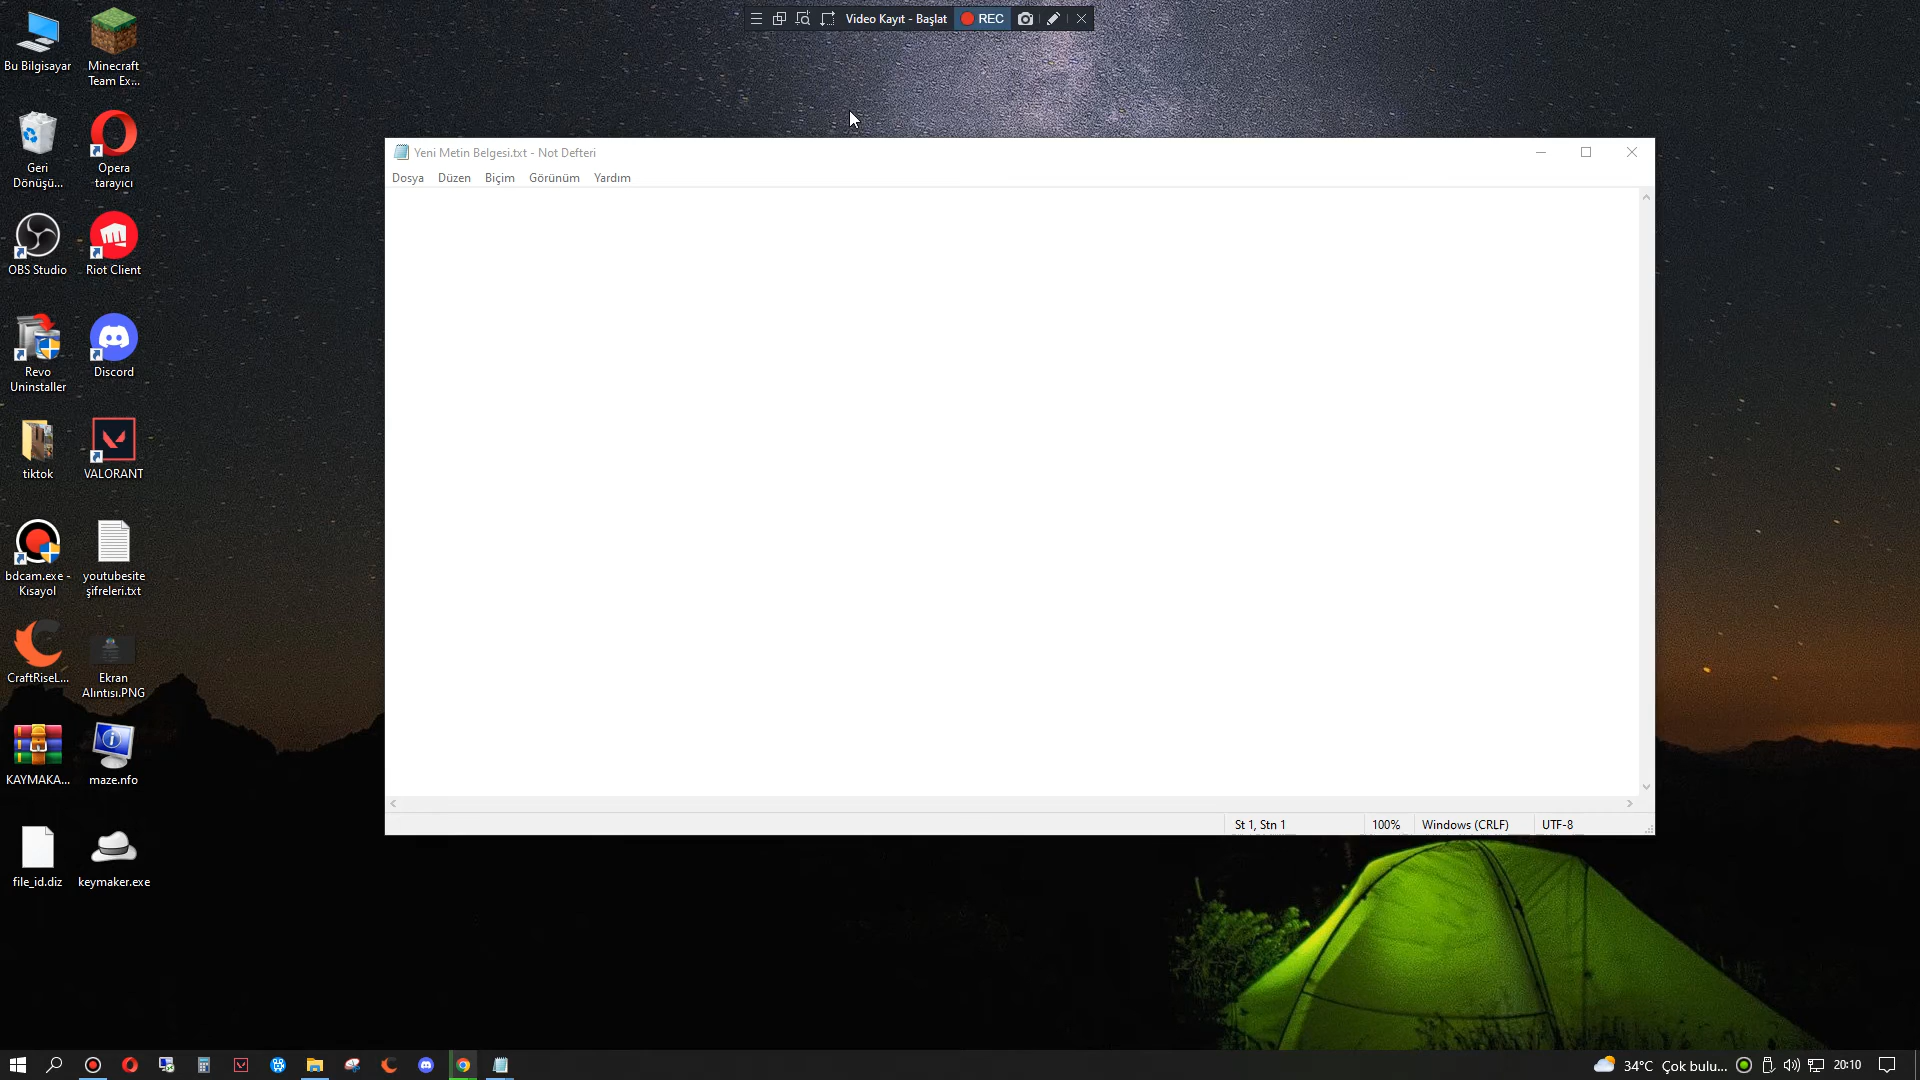 Video Kayıt - Başlat
REC
Bu Bilgisayar
Minecraft
Team Ex...
Geri
Dönüşü...
Opera
tarayıcı
OBS Studio
Riot Client
Revo
Uninstaller
Discord
tiktok
VALORANT
bdcam.exe -
Kısayol
youtubesite
şifreleri.txt
CraftRiseL...
Ekran
Alıntısı.PNG
KAYMAKA...
maze.nfo
file_id.diz
keymaker.exe
Yeni Metin Belgesi.txt - Not Defteri
Dosya Düzen Biçim Görünüm Yardım
St 1, Stn 1 100% Windows (CRLF) UTF-8
34°C Çok bulu... 20:10